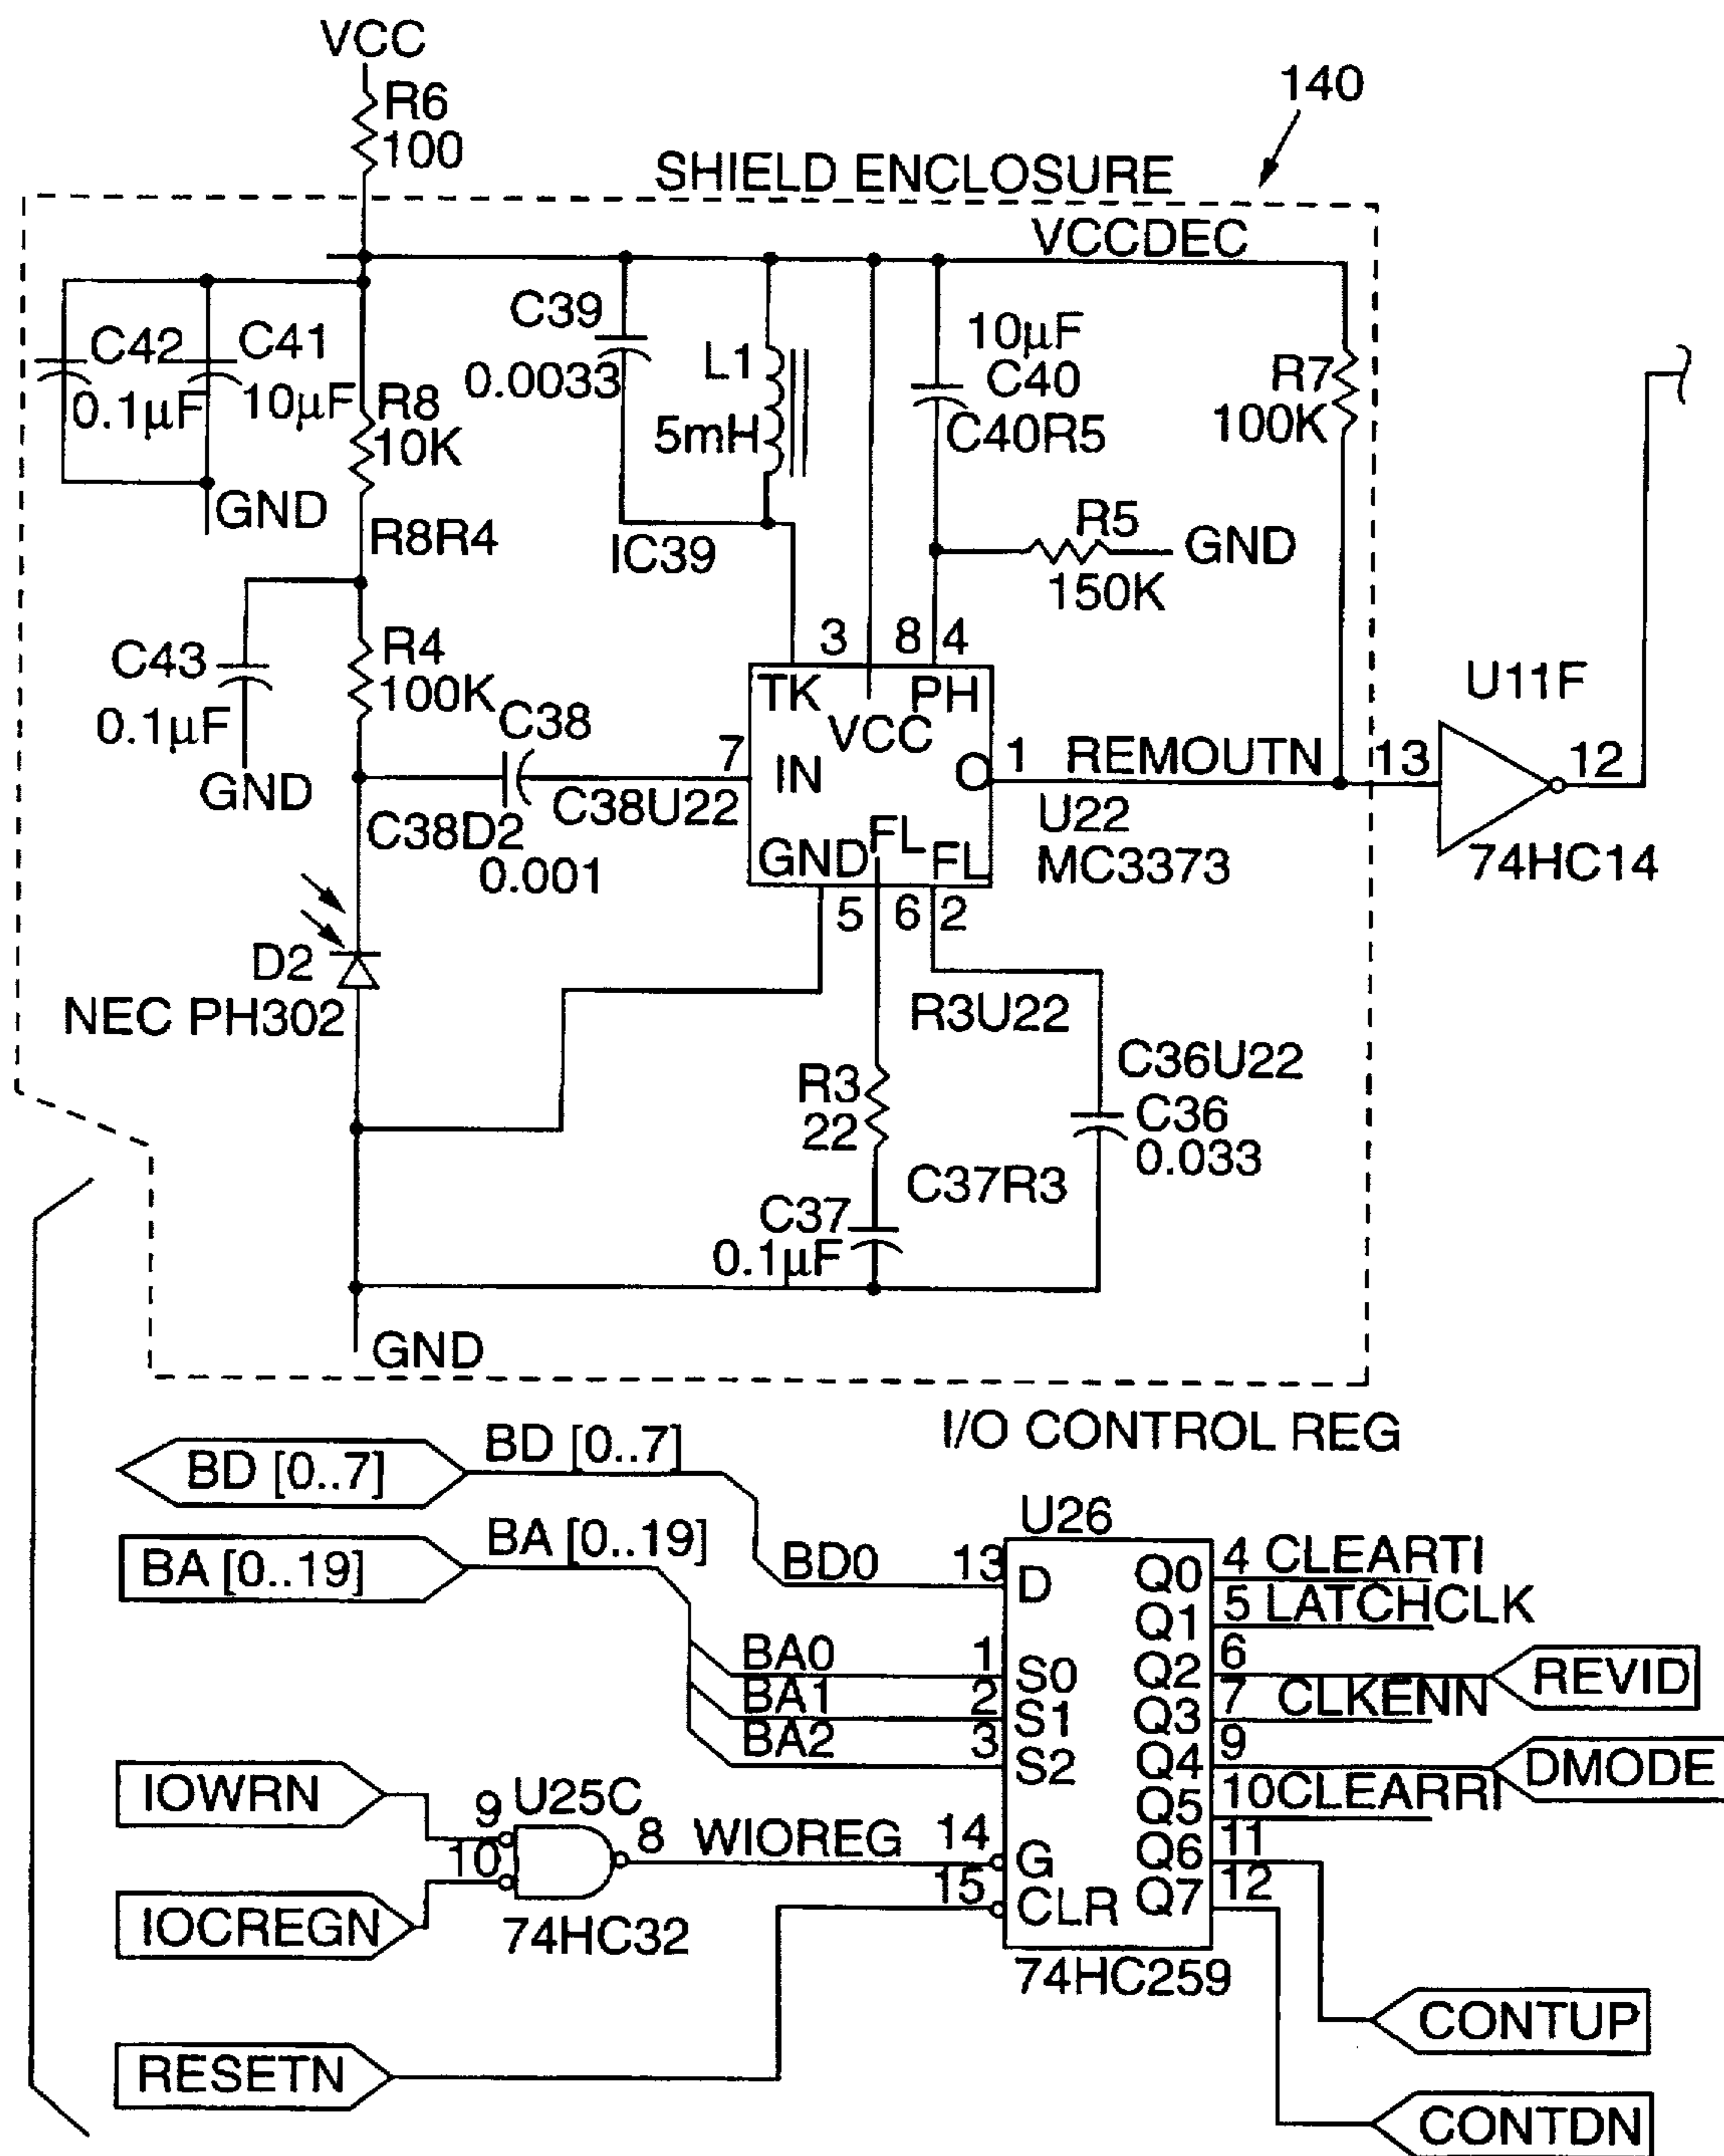 VCC
R6
100
140
SHIELD ENCLOSURE
VCCDEC
C42
0.1µF
C41
10µF
R8
10K
C39
0.0033
L1
5mH
10µF
C40
C40R5
R7
100K
GND
R8R4
IC39
R5
150K
GND
C43
0.1µF
GND
R4
100K
C38
C38D2
0.001
C38U22
3
8
4
TK
VCC
PH
7
IN
O
1
REMOUTN
GND
FL
FL
U22
MC3373
5
6
2
U11F
13
12
74HC14
D2
NEC PH302
R3U22
R3
22
C36U22
C36
0.033
C37R3
C37
0.1µF
GND
I/O CONTROL REG
BD [0..7]
BD [0..7]
BA [0..19]
BA [0..19]
BD0
U26
13
D
BA0
1
S0
BA1
2
S1
BA2
3
S2
Q0
4
CLEARTI
Q1
5
LATCHCLK
Q2
6
REVID
Q3
7
CLKENN
Q4
9
DMODE
Q5
10
CLEARRI
Q6
11
Q7
12
IOWRN
9
U25C
10
8
WIOREG
14
G
IOCREGN
74HC32
15
CLR
74HC259
RESETN
CONTUP
CONTDN